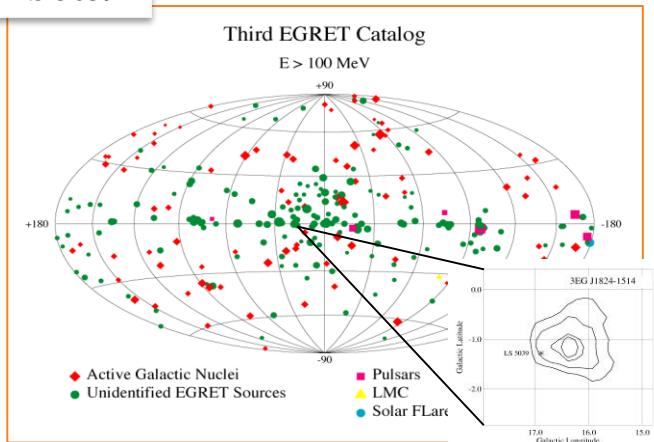 Third EGRET Catalog
E > 100 MeV
+90
+180
-180
-90
Active Galactic Nuclei
Unidentified EGRET Sources
Pulsars
LMC
Solar FLare
3EG J1824-1514
0.0
-1.0
-2.0
Galactic Latitude
LS 5039
17.0
16.0
15.0
Galactic Longitude